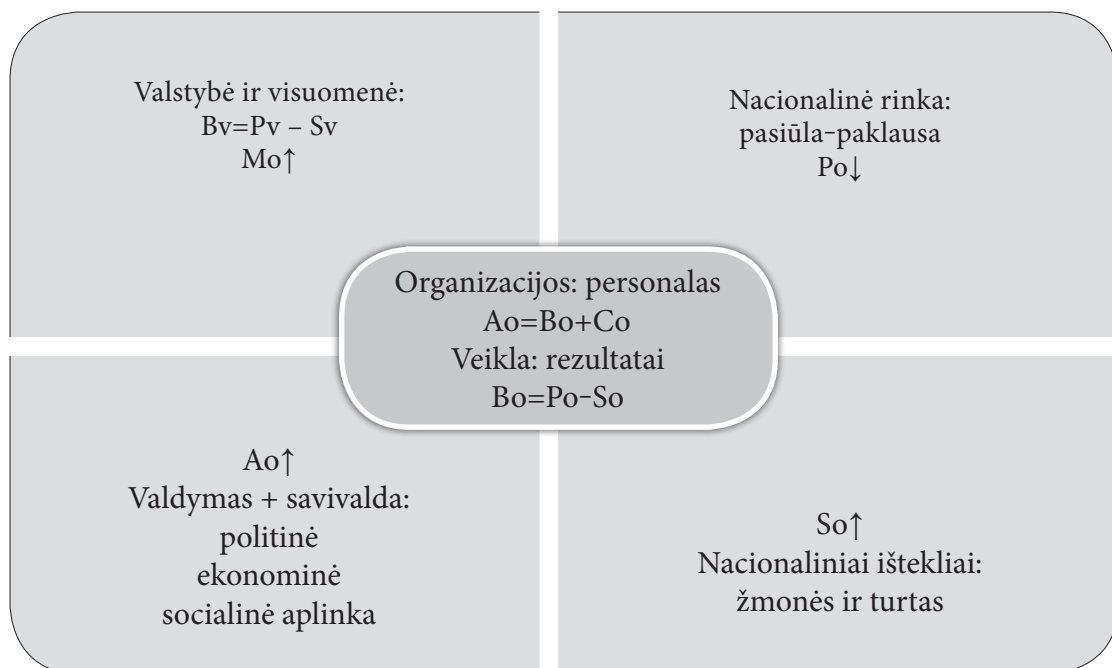 Valstybė ir visuomenė:
Bv=Pv – Sv
Mo↑
Nacionalinė rinka:
pasiūla-paklausa
Po↓
Organizacijos: personalas
Ao=Bo+Co
Veikla: rezultatai
Bo=Po-So
Ao↑
Valdymas + savivalda:
politinė
ekonominė
socialinė aplinka
So↑
Nacionaliniai ištekliai:
žmonės ir turtas